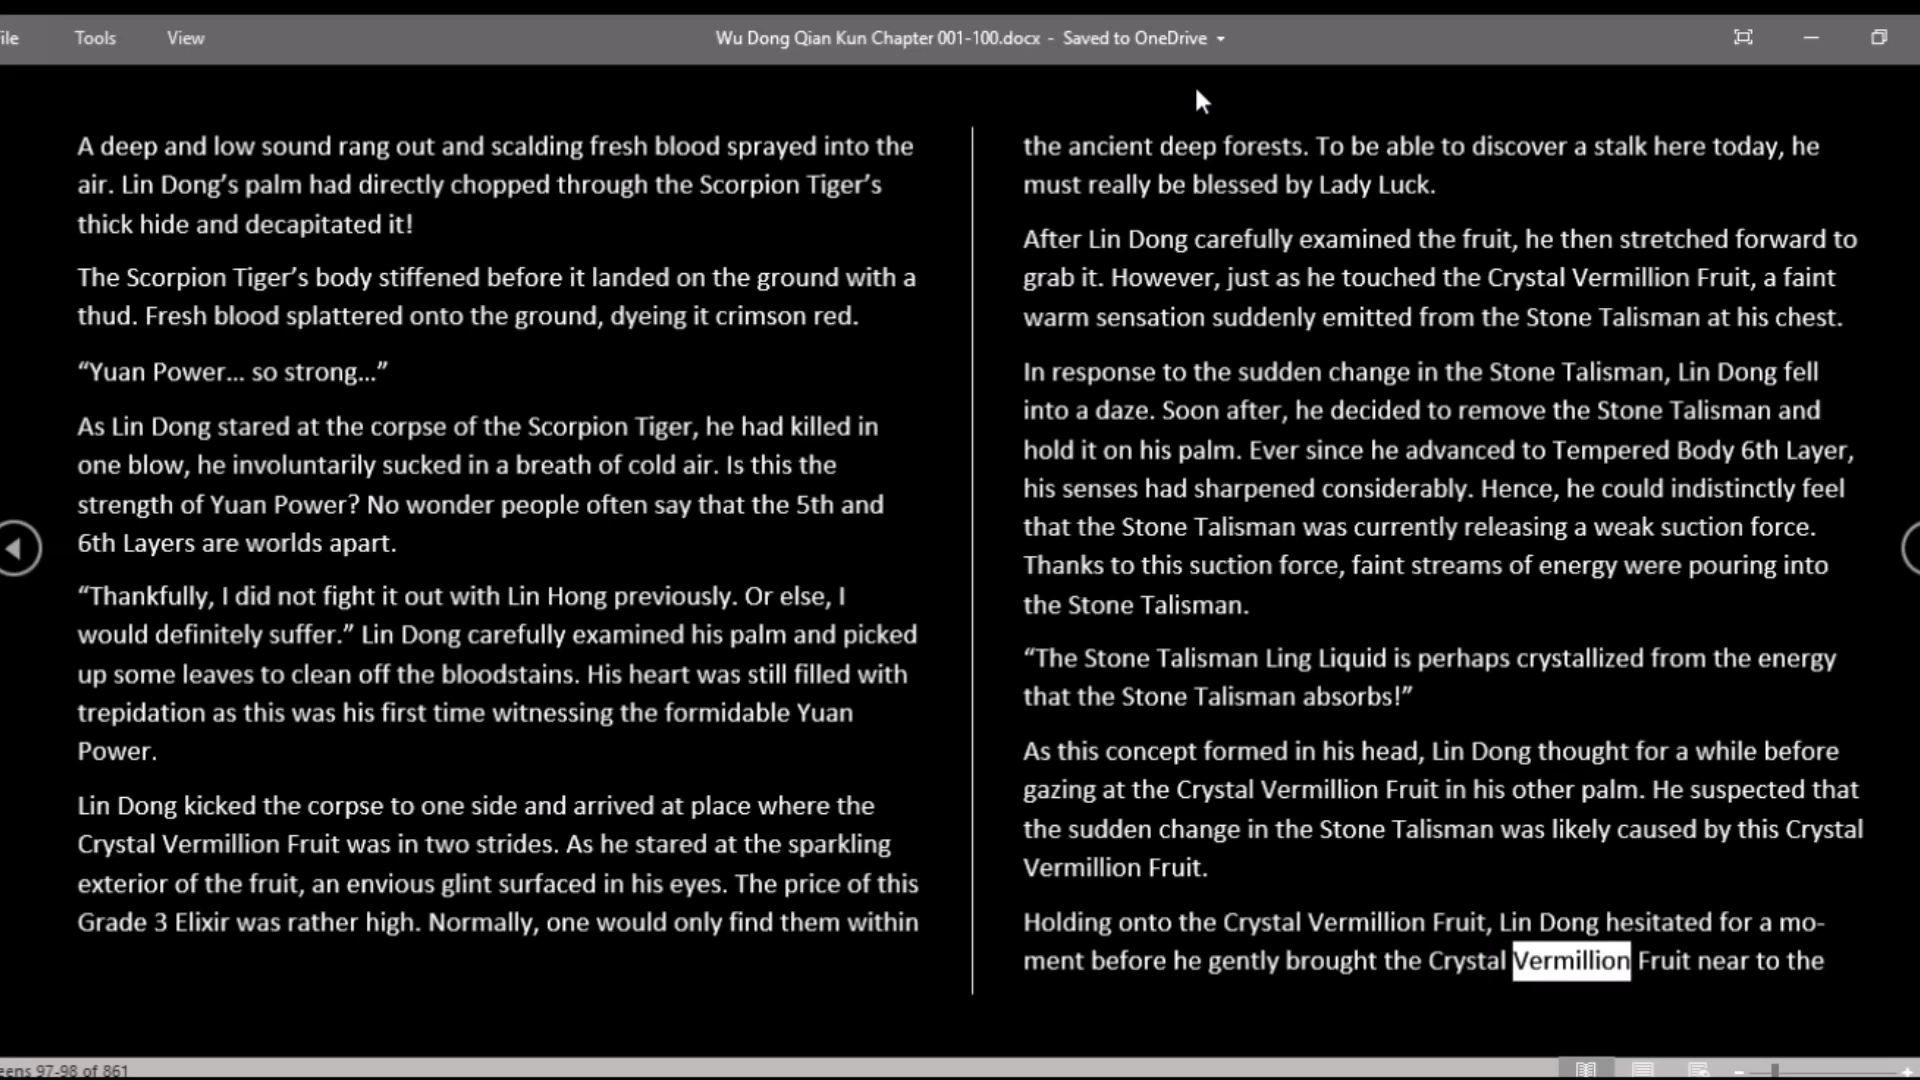 ile
Tools
View
Wu Dong Qian Kun Chapter 001-100.docx - Saved to OneDrive
A deep and low sound rang out and scalding fresh blood sprayed into the
air. Lin Dong’s palm had directly chopped through the Scorpion Tiger’s
thick hide and decapitated it!
The Scorpion Tiger’s body stiffened before it landed on the ground with a
thud. Fresh blood splattered onto the ground, dyeing it crimson red.
“Yuan Power... so strong...”
As Lin Dong stared at the corpse of the Scorpion Tiger, he had killed in
one blow, he involuntarily sucked in a breath of cold air. Is this the
strength of Yuan Power? No wonder people often say that the 5th and
6th Layers are worlds apart.
“Thankfully, I did not fight it out with Lin Hong previously. Or else, I
would definitely suffer.” Lin Dong carefully examined his palm and picked
up some leaves to clean off the bloodstains. His heart was still filled with
trepidation as this was his first time witnessing the formidable Yuan
Power.
Lin Dong kicked the corpse to one side and arrived at place where the
Crystal Vermillion Fruit was in two strides. As he stared at the sparkling
exterior of the fruit, an envious glint surfaced in his eyes. The price of this
Grade 3 Elixir was rather high. Normally, one would only find them within
the ancient deep forests. To be able to discover a stalk here today, he
must really be blessed by Lady Luck.
After Lin Dong carefully examined the fruit, he then stretched forward to
grab it. However, just as he touched the Crystal Vermillion Fruit, a faint
warm sensation suddenly emitted from the Stone Talisman at his chest.
In response to the sudden change in the Stone Talisman, Lin Dong fell
into a daze. Soon after, he decided to remove the Stone Talisman and
hold it on his palm. Ever since he advanced to Tempered Body 6th Layer,
his senses had sharpened considerably. Hence, he could indistinctly feel
that the Stone Talisman was currently releasing a weak suction force.
Thanks to this suction force, faint streams of energy were pouring into
the Stone Talisman.
“The Stone Talisman Ling Liquid is perhaps crystallized from the energy
that the Stone Talisman absorbs!”
As this concept formed in his head, Lin Dong thought for a while before
gazing at the Crystal Vermillion Fruit in his other palm. He suspected that
the sudden change in the Stone Talisman was likely caused by this Crystal
Vermillion Fruit.
Holding onto the Crystal Vermillion Fruit, Lin Dong hesitated for a mo-
ment before he gently brought the Crystal Vermillion Fruit near to the
eens 97-98 of 861